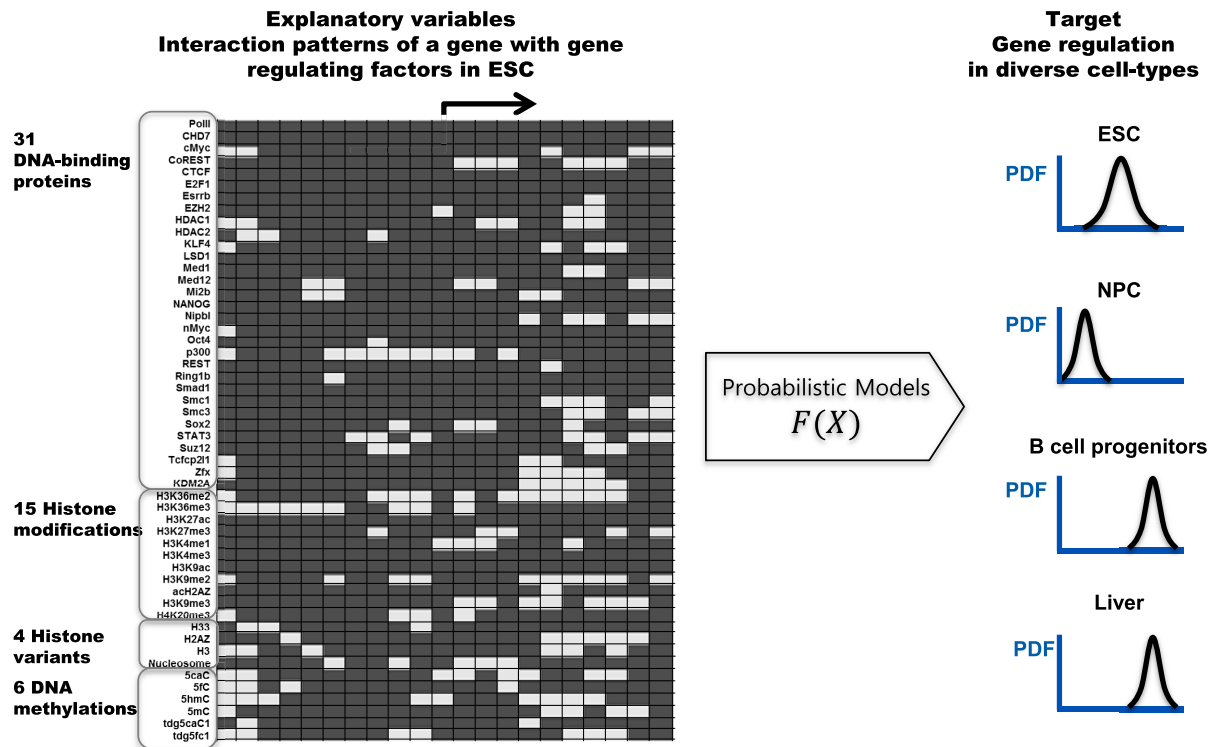 Explanatory variables
Interaction patterns of a gene with gene
regulating factors in ESC
Target
Gene regulation
in diverse cell-types
31
DNA-binding
proteins
PolII
CHD7
cMyc
CoREST
CTCF
E2F1
Esrrb
EZH2
HDAC1
HDAC2
KLF4
LSD1
Med1
Med12
Mi2b
NANOG
Nipbl
nMyc
Oct4
p300
REST
Ring1b
Smad1
Smc1
Smc3
Sox2
STAT3
Suz12
Tcfcp2l1
Zfx
KDM2A
15 Histone
modifications
H3K36me2
H3K36me3
H3K27ac
H3K27me3
H3K4me1
H3K4me3
H3K9ac
H3K9me2
acH2AZ
H3K9me3
H4K20me3
4 Histone
variants
H33
H2AZ
H3
Nucleosome
6 DNA
methylations
5caC
5fC
5hmC
5mC
tdg5caC1
tdg5fc1
Probabilistic Models
F(X)
ESC
PDF
NPC
PDF
B cell progenitors
PDF
Liver
PDF